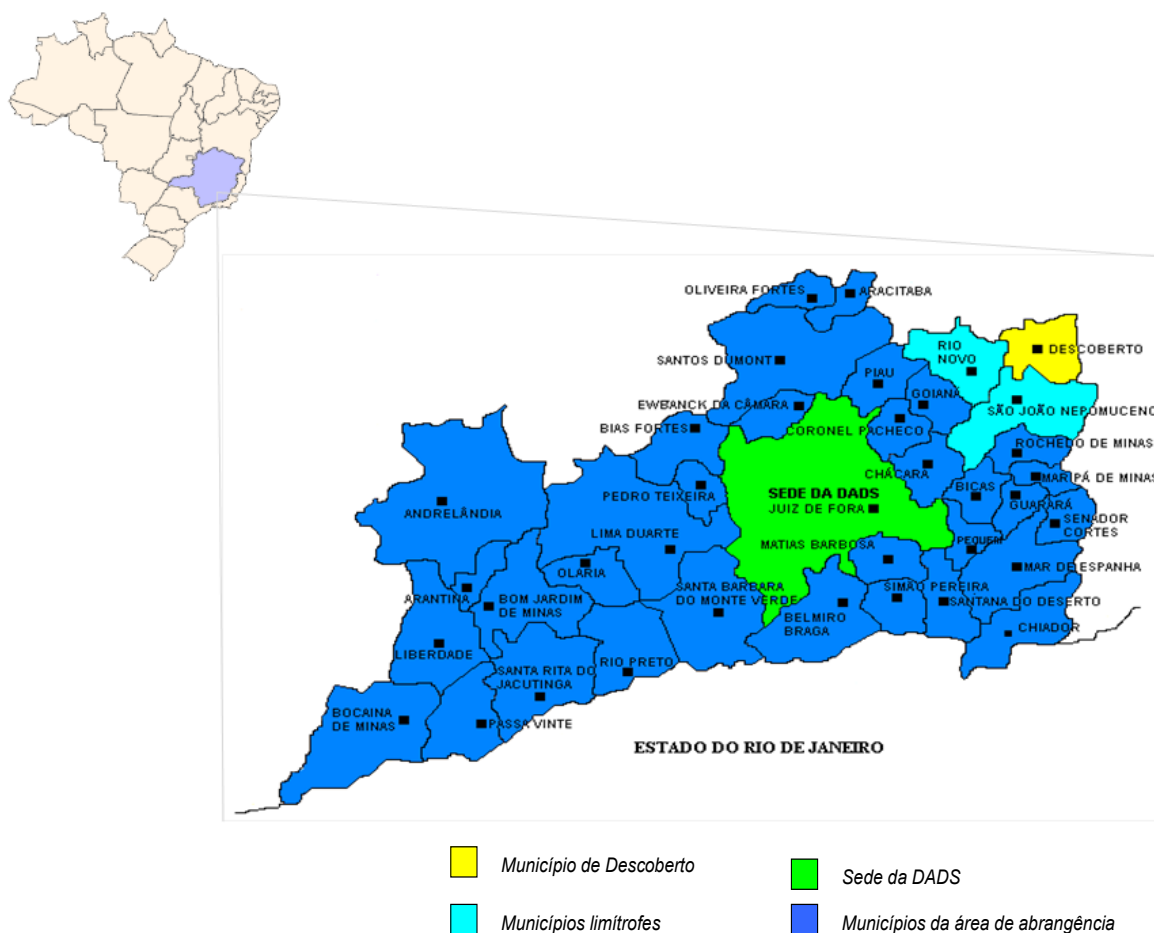 OLIVEIRA FORTES
ARACITABA
RIO
NOVO
DESCOBERTO
SANTOS DUMONT
PIAU
GOIANA
EWBANCK DA CÂMARA
SÃO JOÃO NEPOMUCENO
BIAS FORTES
CORONEL PACHECO
ROCHEDO DE MINAS
CHÁCARA
MARIPÁ DE MINAS
PEDRO TEIXEIRA
SEDE DA DADS
JUIZ DE FORA
BICAS
GUARARÁ
ANDRELÂNDIA
SENADOR
CORTES
LIMA DUARTE
MATIAS BARBOSA
PEQUERI
OLARIA
MAR DE ESPANHA
ARANTINA
BOM JARDIM
DE MINAS
SANTA BARBARA
DO MONTE VERDE
SIMÃO PEREIRA
SANTANA DO DESERTO
BELMIRO
BRAGA
CHIADOR
LIBERDADE
SANTA RITA DO
JACUTINGA
RIO PRETO
BOCAINA
DE MINAS
PASSA VINTE
ESTADO DO RIO DE JANEIRO
Município de Descoberto
Sede da DADS
Municípios limítrofes
Municípios da área de abrangência